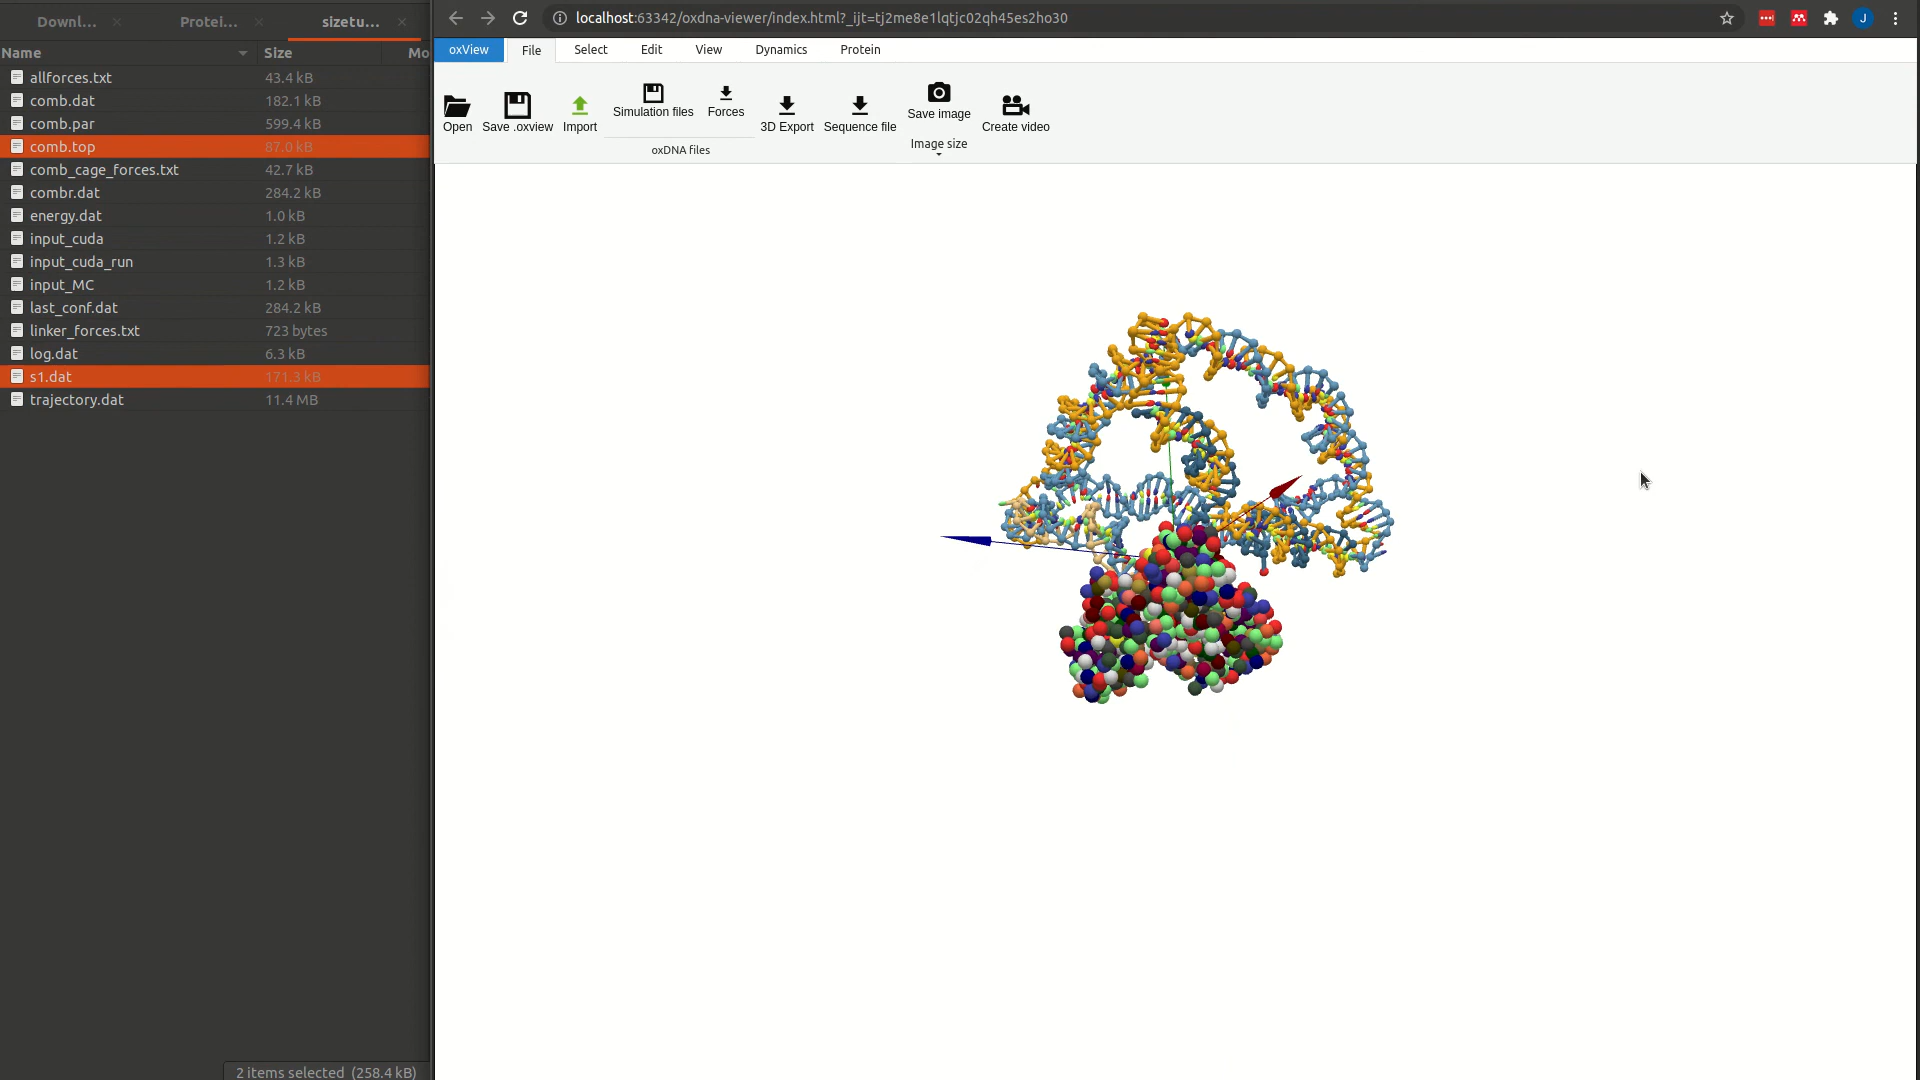 Downl...
Protei...
sizetu...
Name
Size
Mo
allforces.txt
43.4 kB
comb.dat
182.1 kB
comb.par
599.4 kB
comb.top
87.0 kB
comb_cage_forces.txt
42.7 kB
combr.dat
284.2 kB
energy.dat
1.0 kB
input_cuda
1.2 kB
input_cuda_run
1.3 kB
input_MC
1.2 kB
last_conf.dat
284.2 kB
linker_forces.txt
723 bytes
log.dat
6.3 kB
s1.dat
171.3 kB
trajectory.dat
11.4 MB
2 items selected (258.4 kB)
localhost:63342/oxdna-viewer/index.html?_ijt=tj2me8e1lqtjc02qh45es2ho30
J
oxView
File
Select
Edit
View
Dynamics
Protein
Open
Save .oxview
Import
Simulation files
Forces
oxDNA files
3D Export
Sequence file
Save image
Image size
Create video